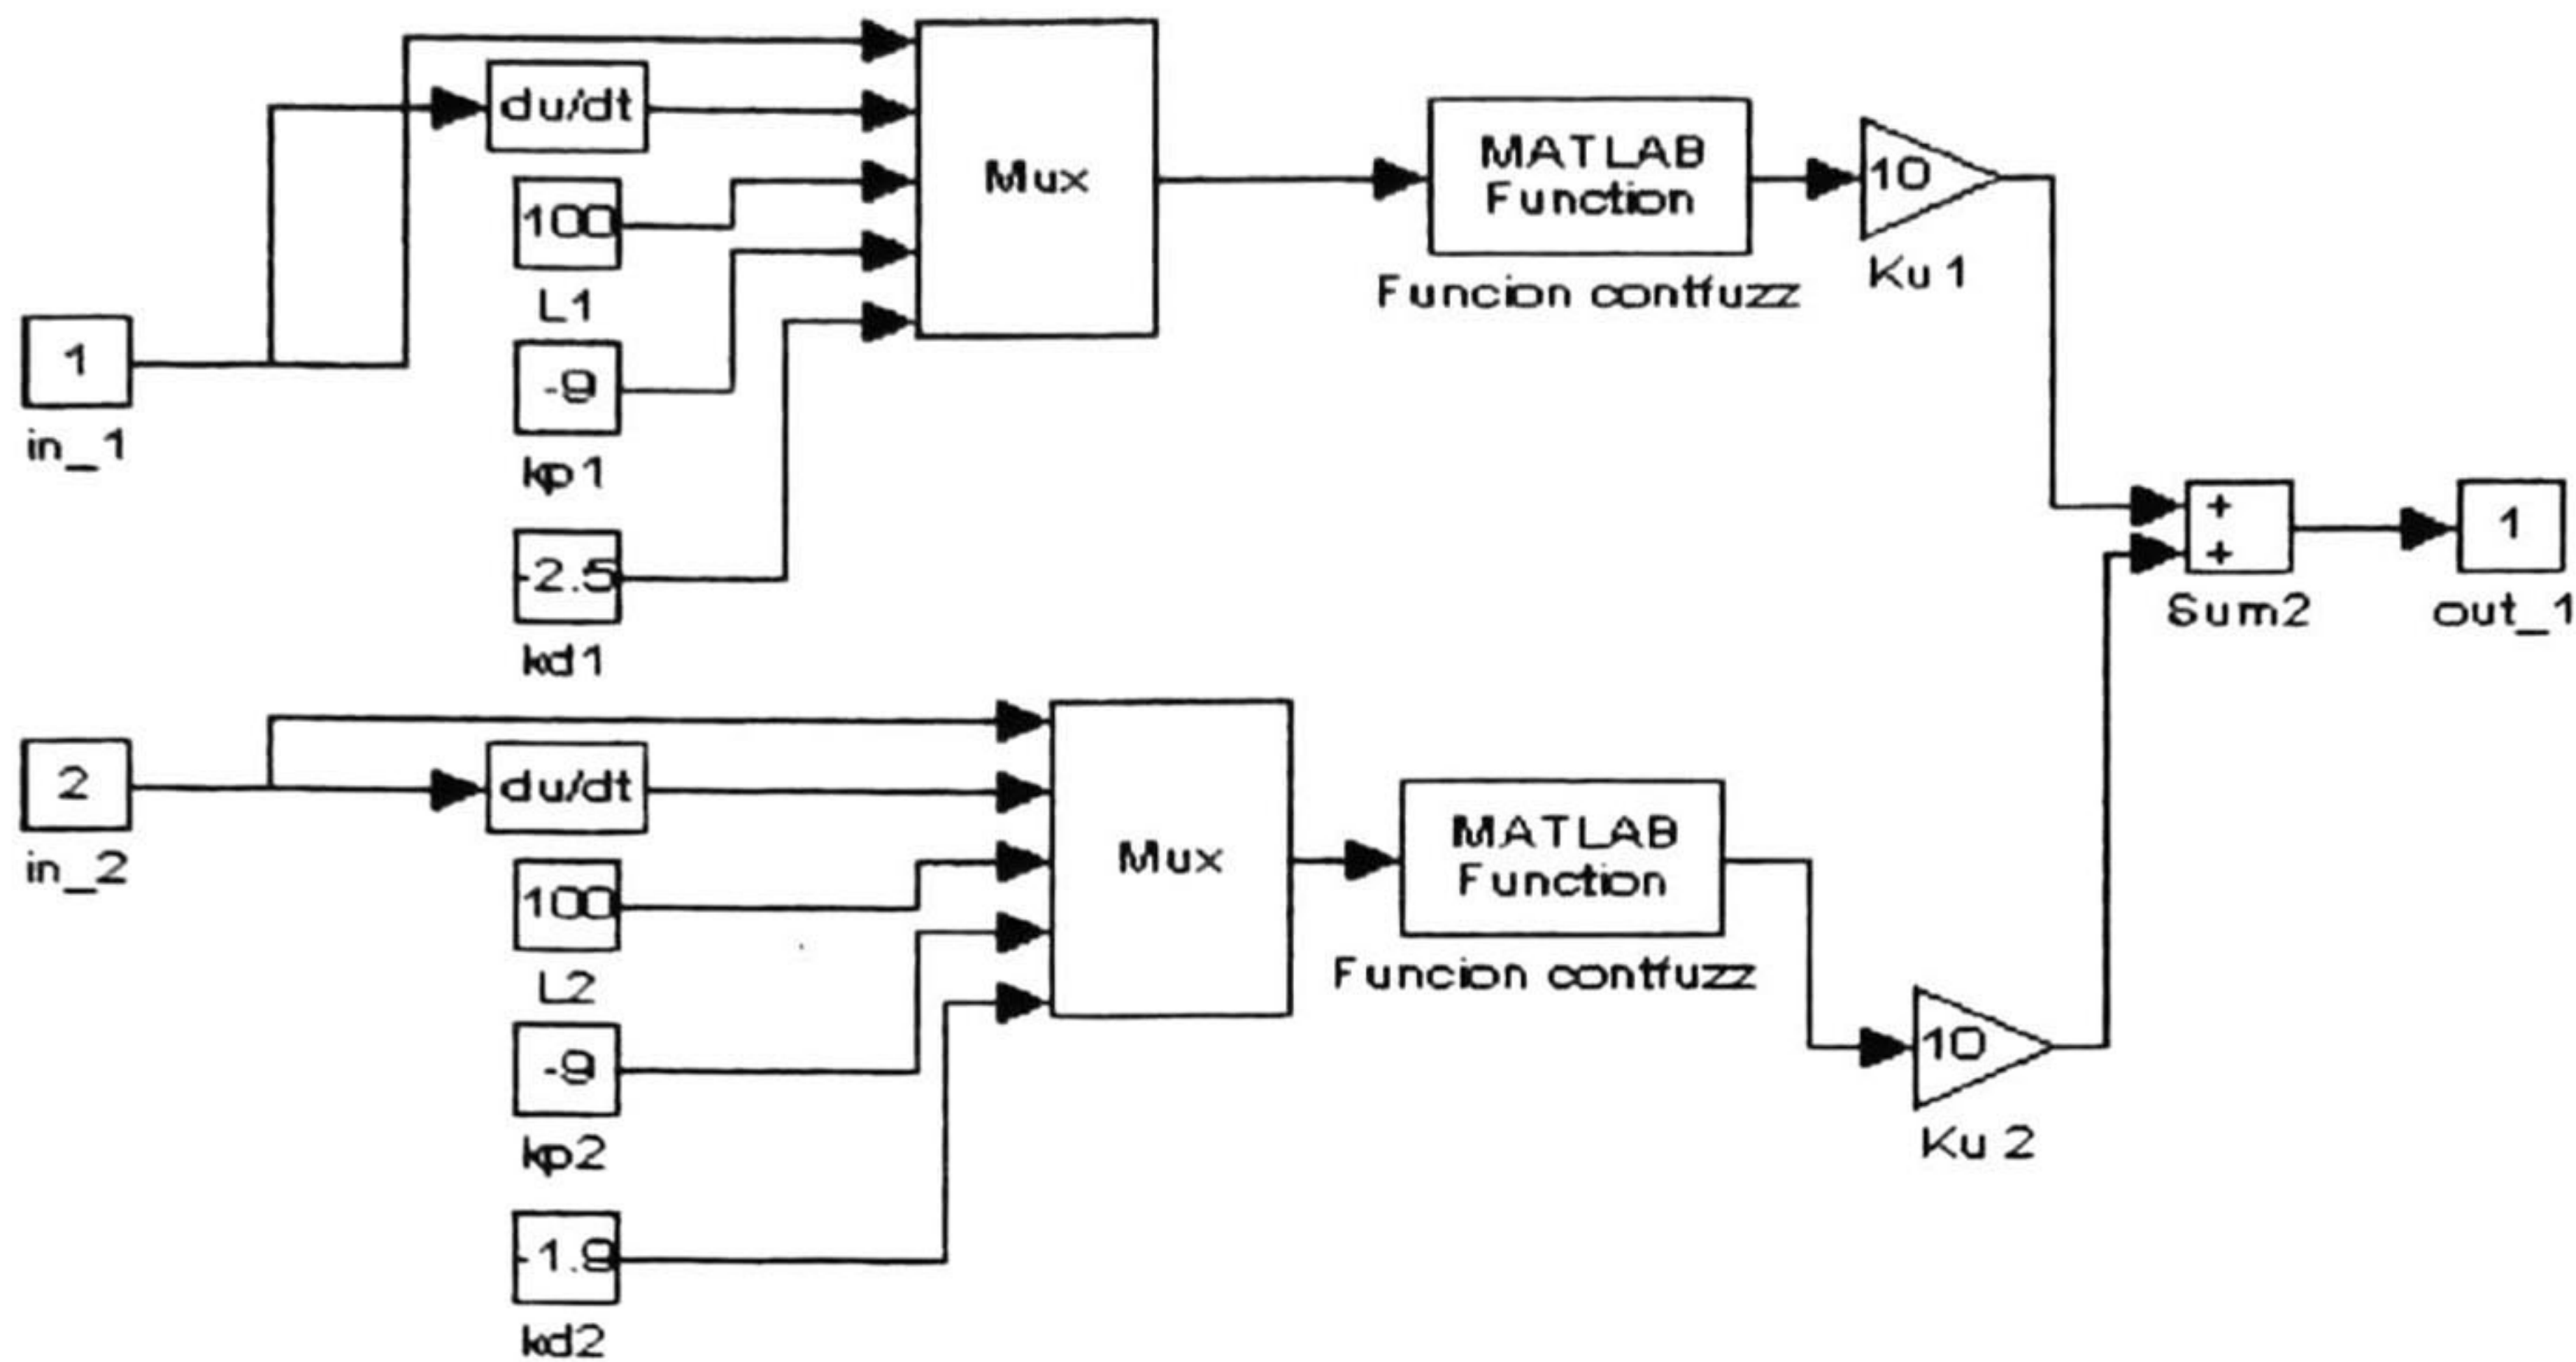 du/dt
Mux
MATLAB
Function
10
100
L1
Funcion contfuzz
Ku 1
1
in_1
-9
kp1
+
+
1
Sum2
out_1
-2.5
kd1
2
in_2
du/dt
Mux
MATLAB
Function
100
L2
Funcion contfuzz
-9
kp2
10
Ku 2
-1.9
kd2